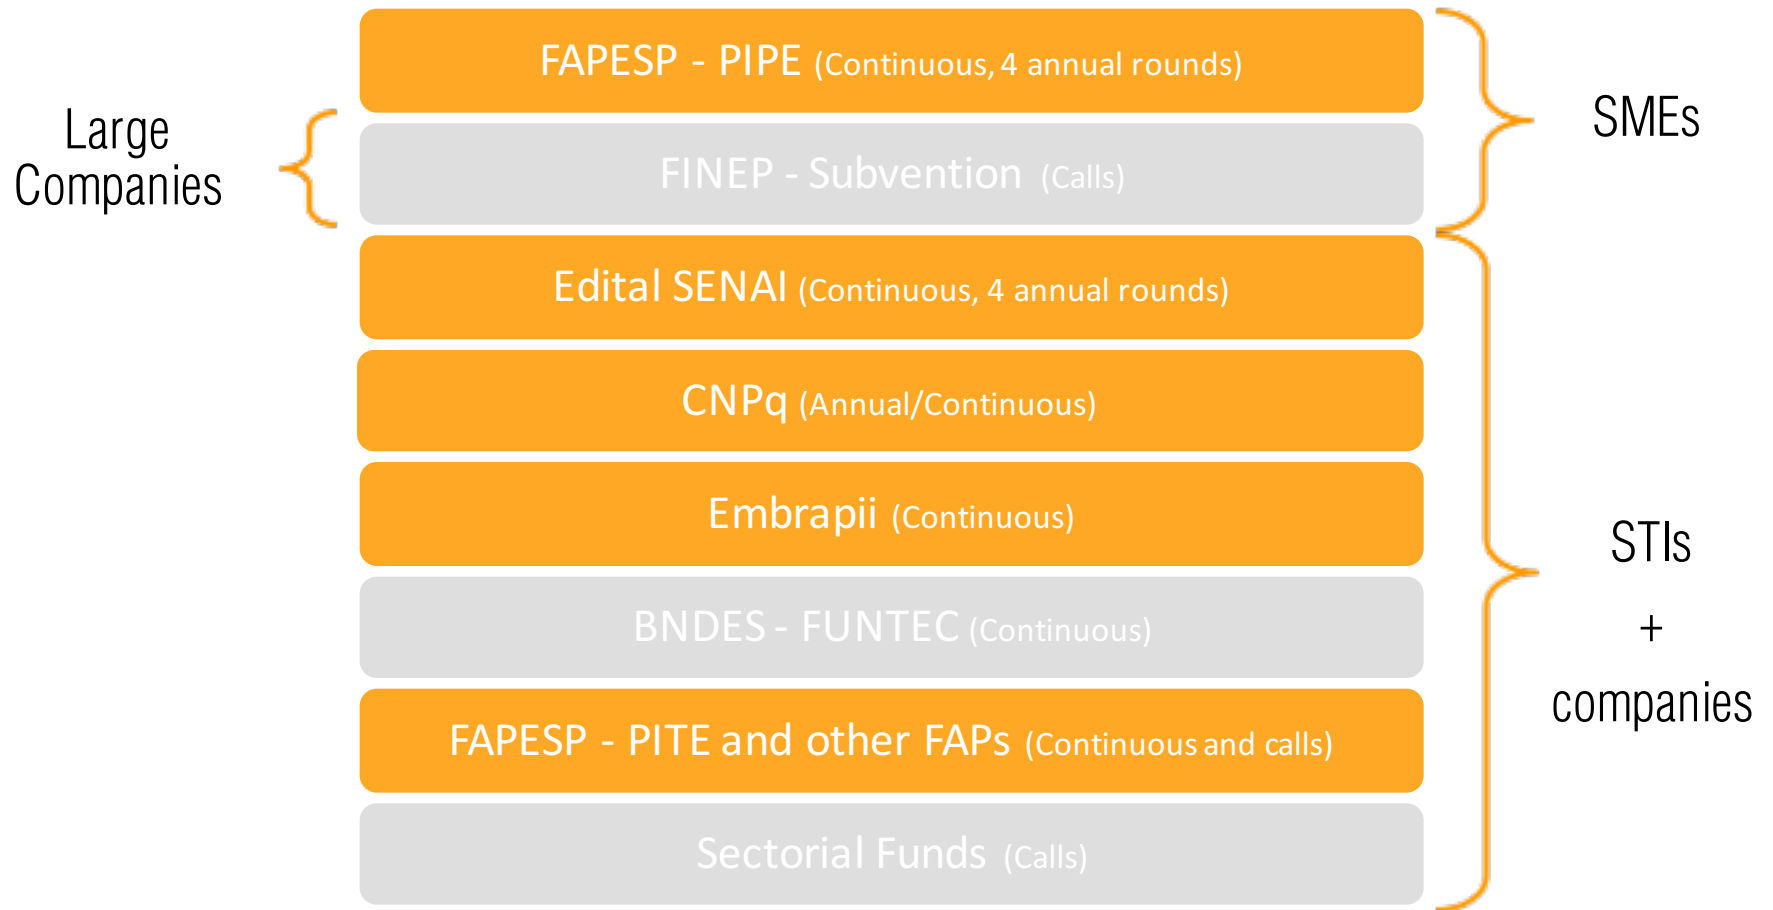 FAPESP - PIPE (Continuous, 4 annual rounds)
Large
Companies
SMEs
FINEP - Subvention (Calls)
Edital SENAI (Continuous, 4 annual rounds)
CNPq (Annual/Continuous)
Embrapii (Continuous)
STIs
+
companies
BNDES - FUNTEC (Continuous)
FAPESP - PITE and other FAPs (Continuous and calls)
Sectorial Funds (Calls)